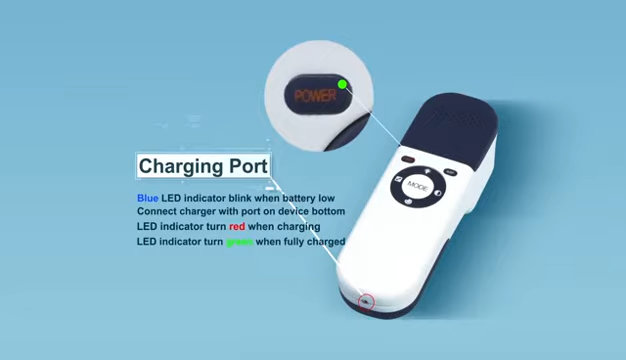 POWER
MODE
Charging Port
Blue LED indicator blink when battery low
Connect charger with port on device bottom
LED indicator turn red when charging
LED indicator turn green when fully charged